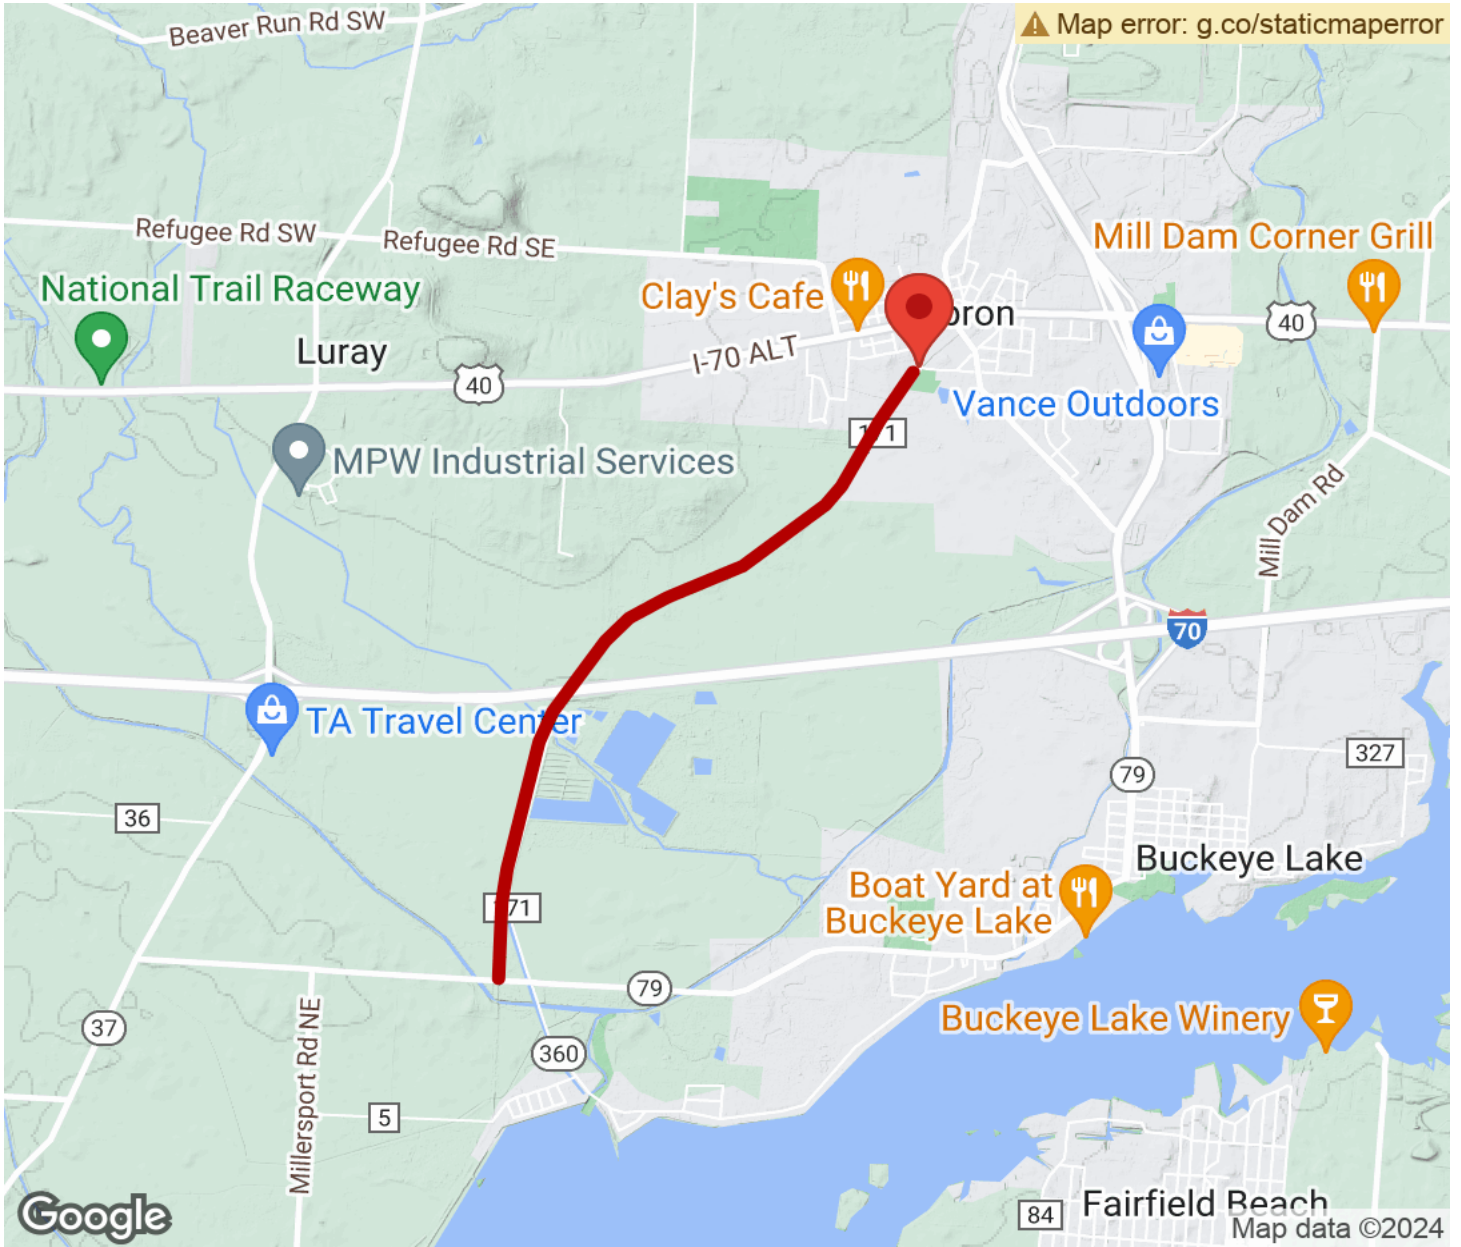 Beaver Run Rd SW
Map error: g.co/staticmaperror
Refugee Rd SW
Refugee Rd SE
Mill Dam Corner Grill
National Trail Raceway
Clay's Cafe
40
Luray
I-70 ALT
40
Vance Outdoors
MPW Industrial Services
Mill Dam Rd
70
TA Travel Center
327
79
36
Buckeye Lake
Boat Yard at
Buckeye Lake
79
37
Millersport Rd NE
360
Buckeye Lake Winery
5
84
Fairfield Beach
Google
Map data ©2024